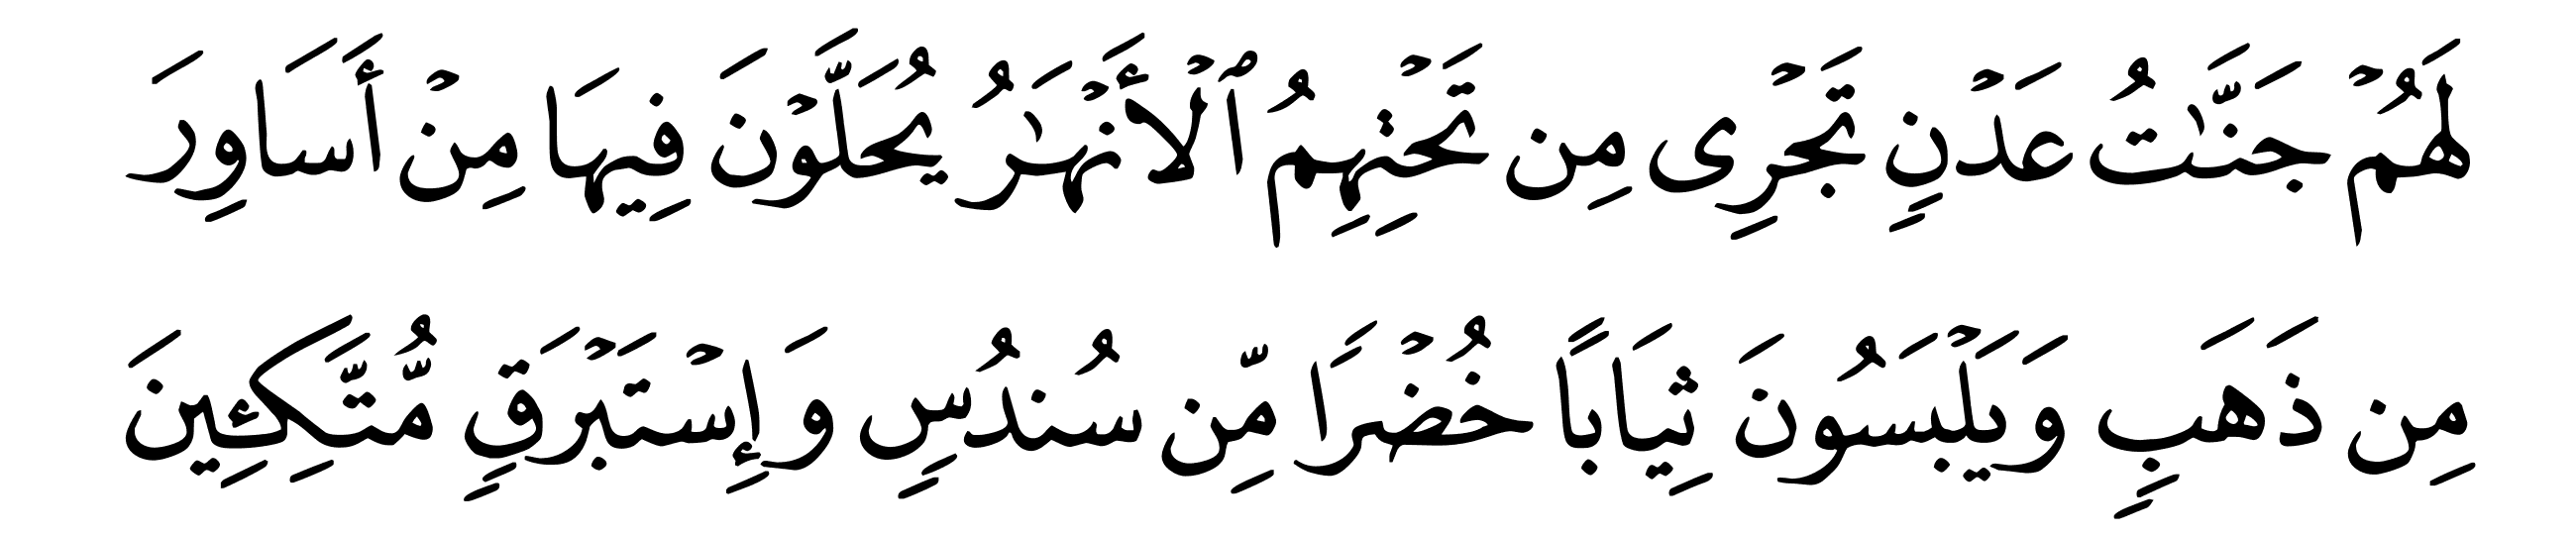 لَهُمۡ جَنَّـٰتُ عَدۡنٍ تَجۡرِى مِن تَحۡتِهِمُ ٱلۡأَنۡهَـٰرُ يُحَلَّوۡنَ فِيهَا مِنۡ أَسَاوِرَ
مِن ذَهَبٍ وَيَلۡبَسُونَ ثِيَابًا خُضۡرًا مِّن سُندُسٍ وَإِسۡتَبۡرَقٍ مُّتَّكِـِٔينَ